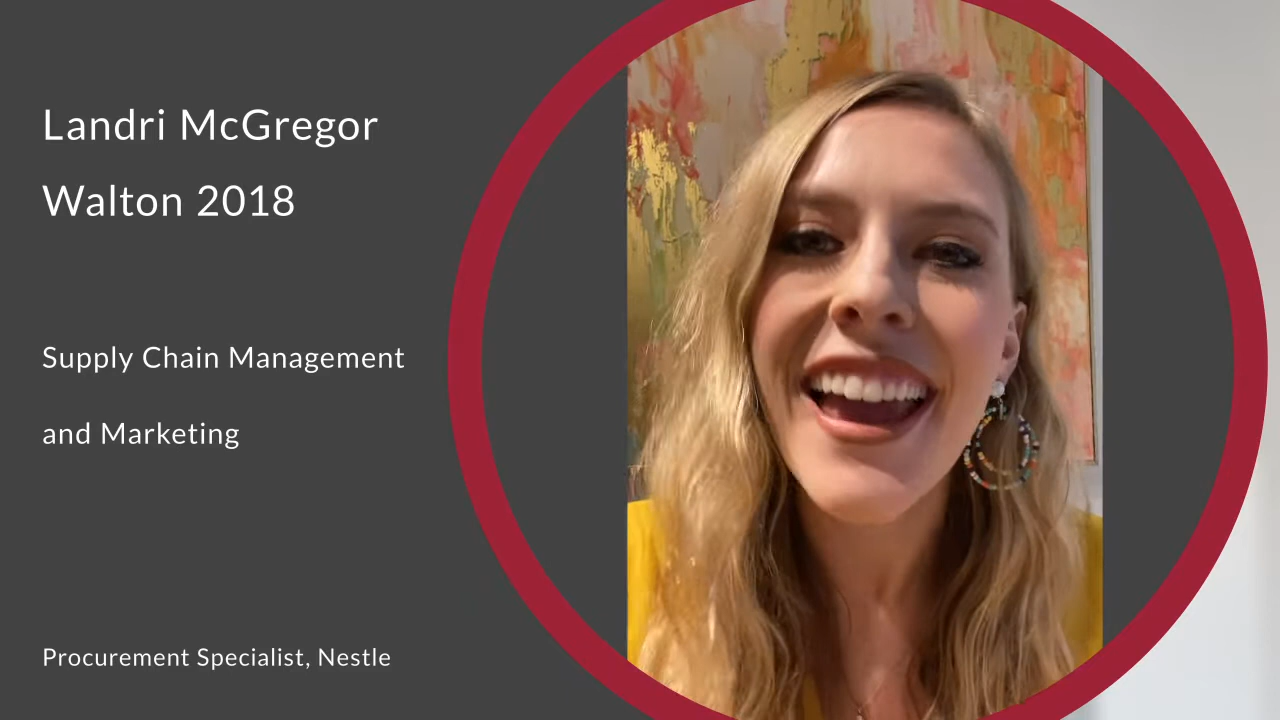 Landri McGregor
Walton 2018
Supply Chain Management
and Marketing
Procurement Specialist, Nestle